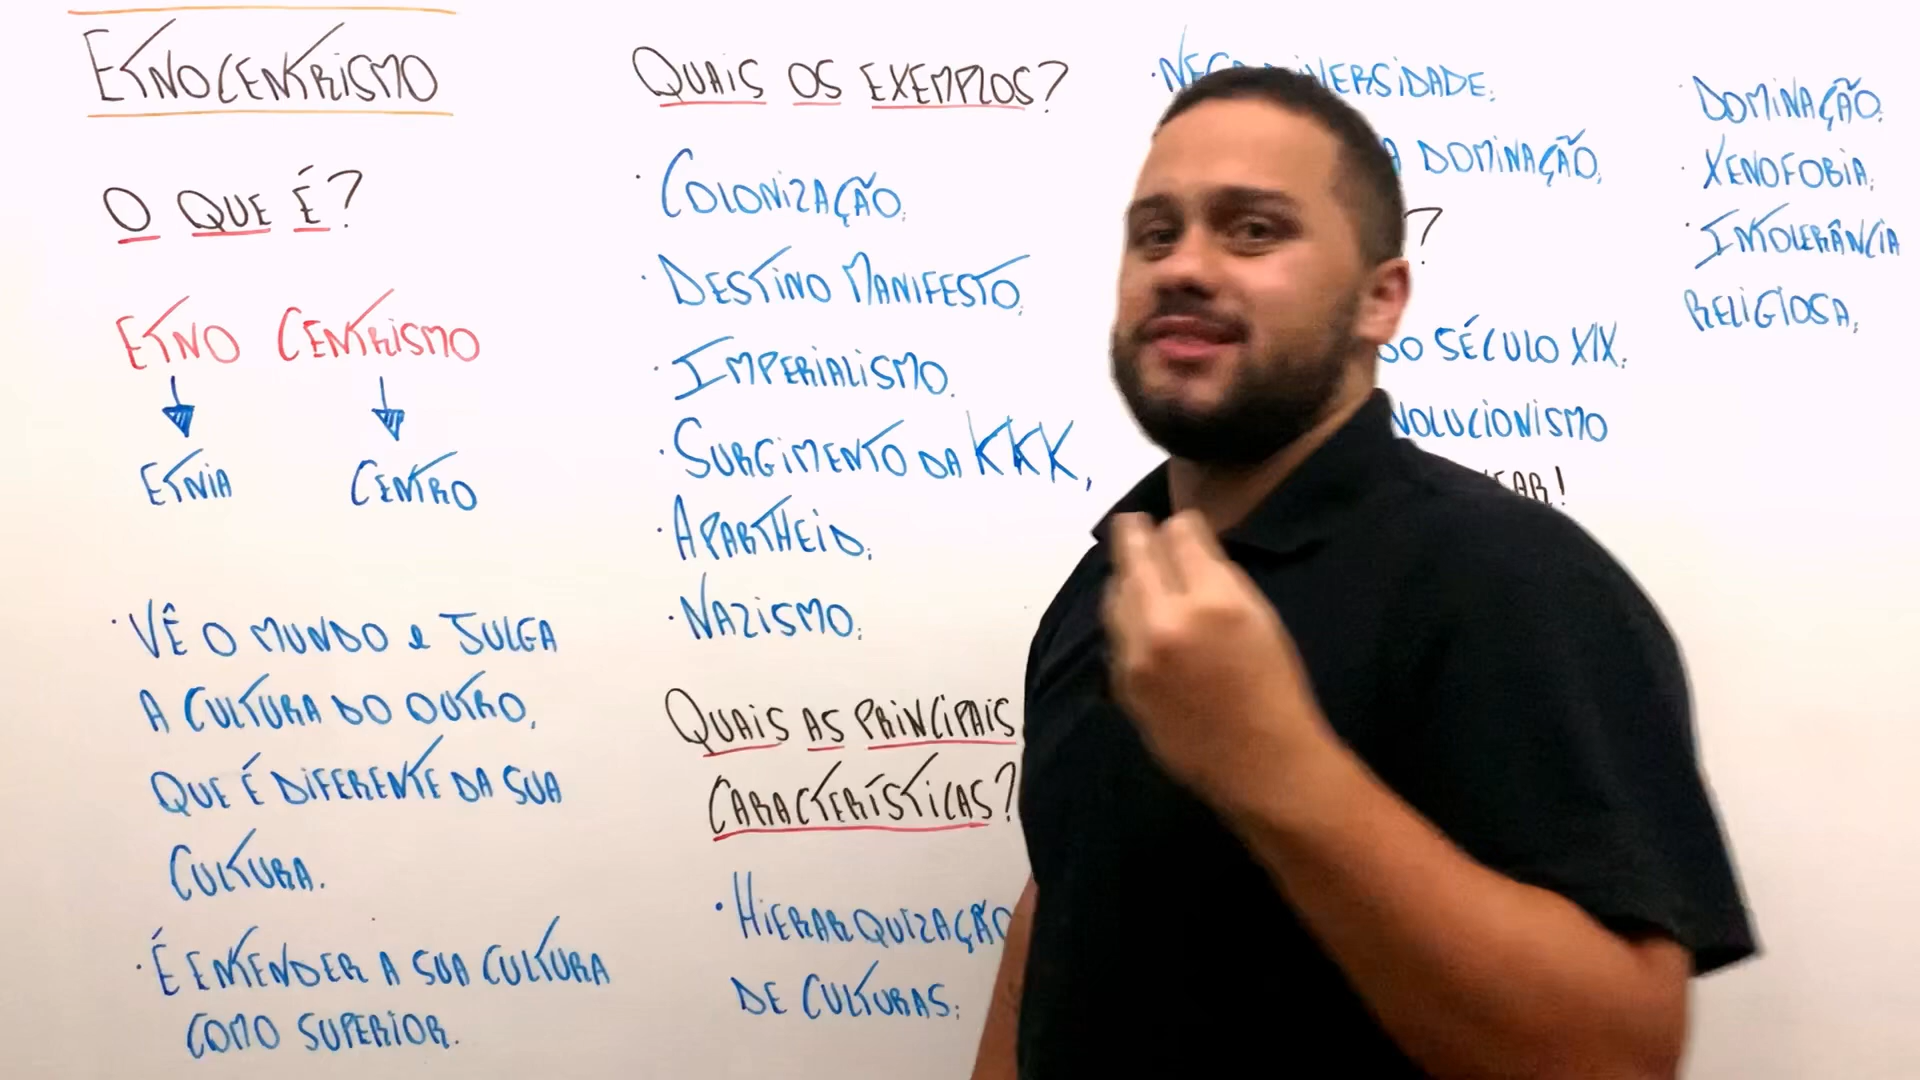 ETNOCENTRISMO
O QUE É?
ETNO CENTRISMO
ETNIA CENTRO
· VÊ O MUNDO e JULGA
A CULTURA DO OUTRO,
QUE É DIFERENTE DA SUA
CULTURA.
· É ENTENDER A SUA CULTURA
COMO SUPERIOR.
QUAIS OS EXEMPLOS?
· COLONIZAÇÃO;
· DESTINO MANIFESTO;
· IMPERIALISMO.
· SURGIMENTO DA KKK,
· APARTHEID;
· NAZISMO;
QUAIS AS PRINCIPAIS
CARACTERÍSTICAS?
· HIERARQUIZAÇÃO
DE CULTURAS;
DIVERSIDADE;
A DOMINAÇÃO;
?
DO SÉCULO XIX.
· DOMINAÇÃO;
· XENOFOBIA;
· INTOLERÂNCIA
RELIGIOSA;